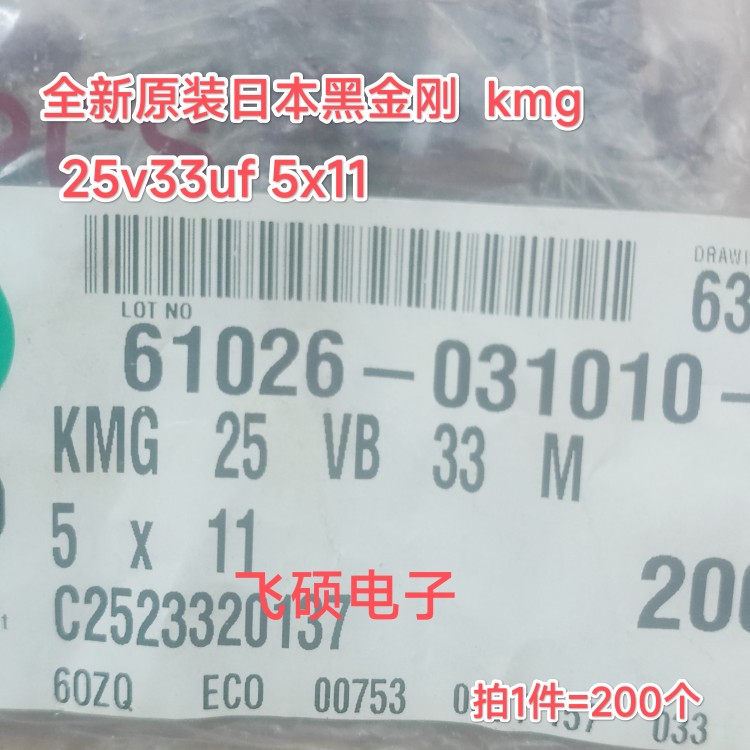 全新原装日本黑金刚 kmg
25v33uf 5x11
DRAWI
63
LOT NO
61026-031010-
KMG 25 VB 33 M
5 x 11
200
飞硕电子
C2523320137
60ZQ ECO 00753
拍1件=200个
033